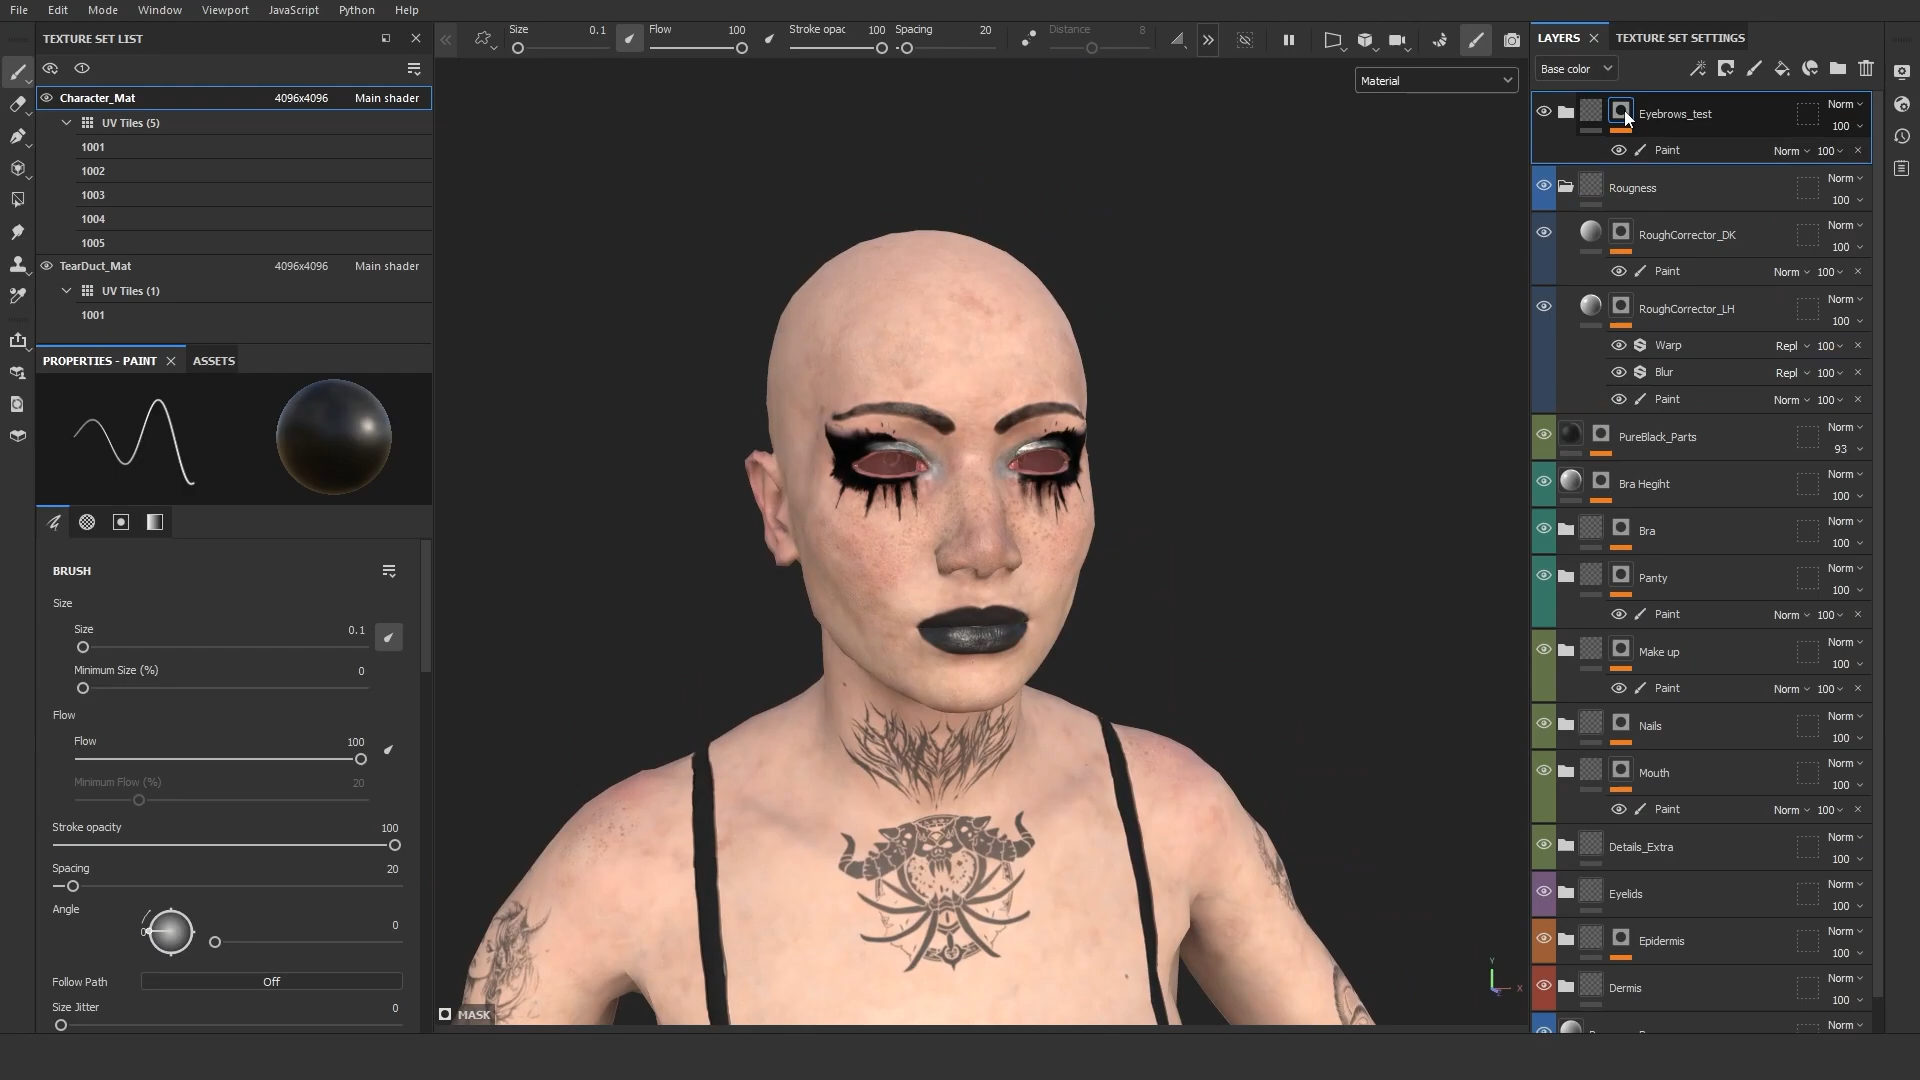 File Edit Mode Window Viewport JavaScript Python Help
TEXTURE SET LIST
Character_Mat 4096x4096 Main shader
UV Tiles (5)
1001
1002
1003
1004
1005
TearDuct_Mat 4096x4096 Main shader
UV Tiles (1)
1001
PROPERTIES - PAINT ASSETS
BRUSH
Size
Size 0.1
Minimum Size (%) 0
Flow
Flow 100
Minimum Flow (%) 20
Stroke opacity 100
Spacing 20
Angle 0
0
Follow Path Off
Size Jitter 0
Size 0.1 Flow 100 Stroke opac 100 Spacing 20 Distance 8
Material
Y
X
MASK
LAYERS TEXTURE SET SETTINGS
Base color
Eyebrows_test Norm 100
Paint Norm 100
Rougness Norm 100
RoughCorrector_DK Norm 100
Paint Norm 100
RoughCorrector_LH Norm 100
Warp Repl 100
Blur Repl 100
Paint Norm 100
PureBlack_Parts Norm 93
Bra Hegiht Norm 100
Bra Norm 100
Panty Norm 100
Paint Norm 100
Make up Norm 100
Paint Norm 100
Nails Norm 100
Mouth Norm 100
Paint Norm 100
Details_Extra Norm 100
Eyelids Norm 100
Epidermis Norm 100
Dermis Norm 100
Norm